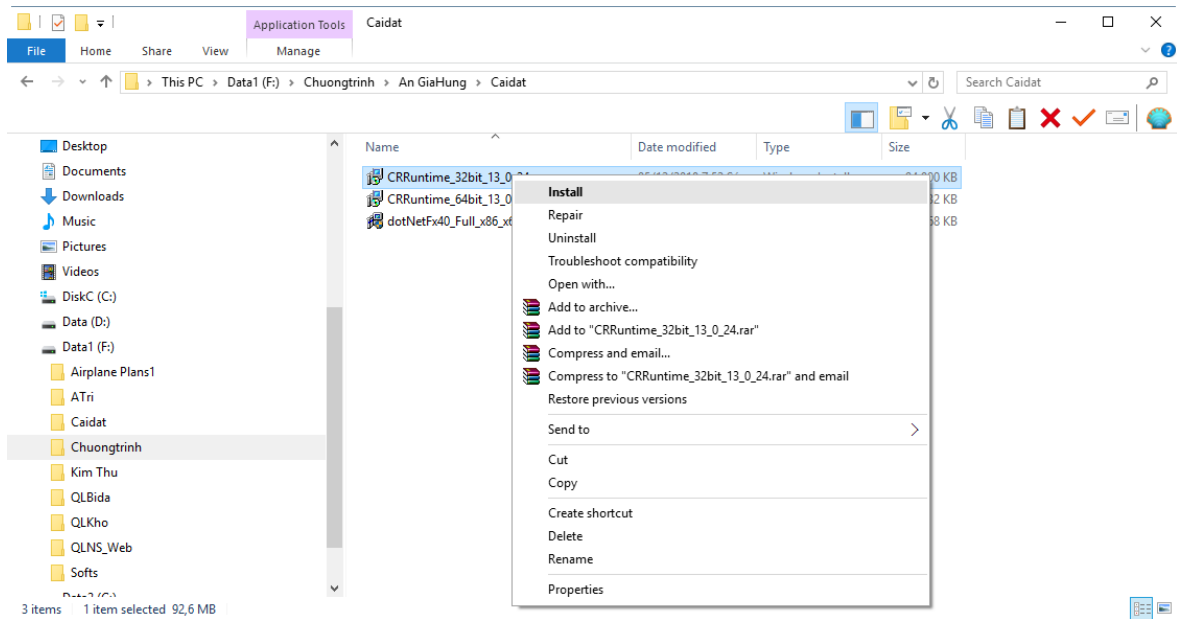 Application Tools Caidat
File Home Share View Manage
This PC > Data1 (F:) > Chuongtrinh > An GiaHung > Caidat Search Caidat
Name Date modified Type Size
Desktop
Documents
Downloads
Music
Pictures
Videos
DiskC (C:)
Data (D:)
Data1 (F:)
Airplane Plans1
ATri
Caidat
Chuongtrinh
Kim Thu
QLBida
QLKho
QLNS_Web
Softs
CRRuntime_32bit_13_0_24
KB
CRRuntime_64bit_13_0
KB
dotNetFx40_Full_x86_x6
KB
Install
Repair
Uninstall
Troubleshoot compatibility
Open with...
Add to archive...
Add to "CRRuntime_32bit_13_0_24.rar"
Compress and email...
Compress to "CRRuntime_32bit_13_0_24.rar" and email
Restore previous versions
Send to
Cut
Copy
Create shortcut
Delete
Rename
Properties
3 items 1 item selected 92,6 MB